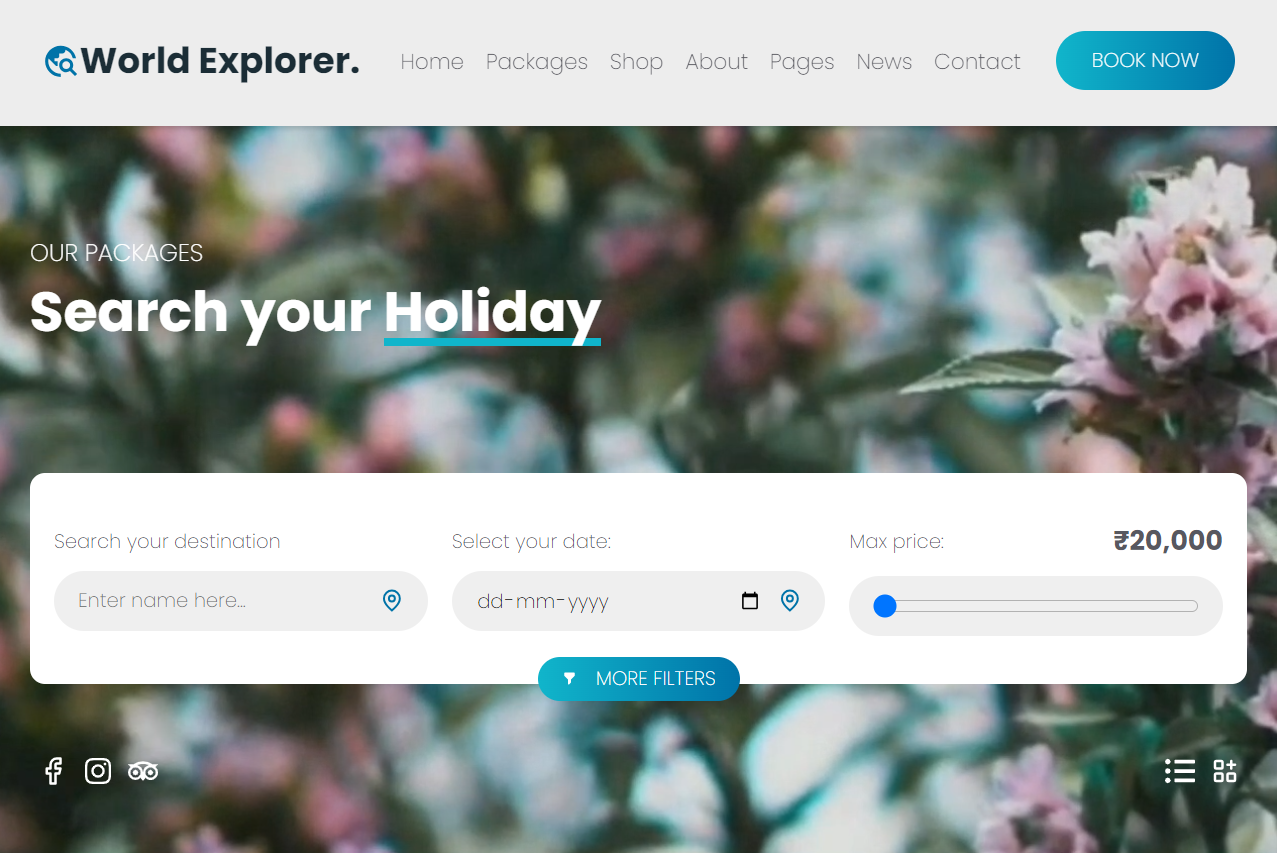 World Explorer.
Home Packages Shop About Pages News Contact
BOOK NOW
OUR PACKAGES
Search your Holiday
Search your destination
Enter name here...
Select your date:
dd-mm-yyyy
Max price:
₹20,000
MORE FILTERS